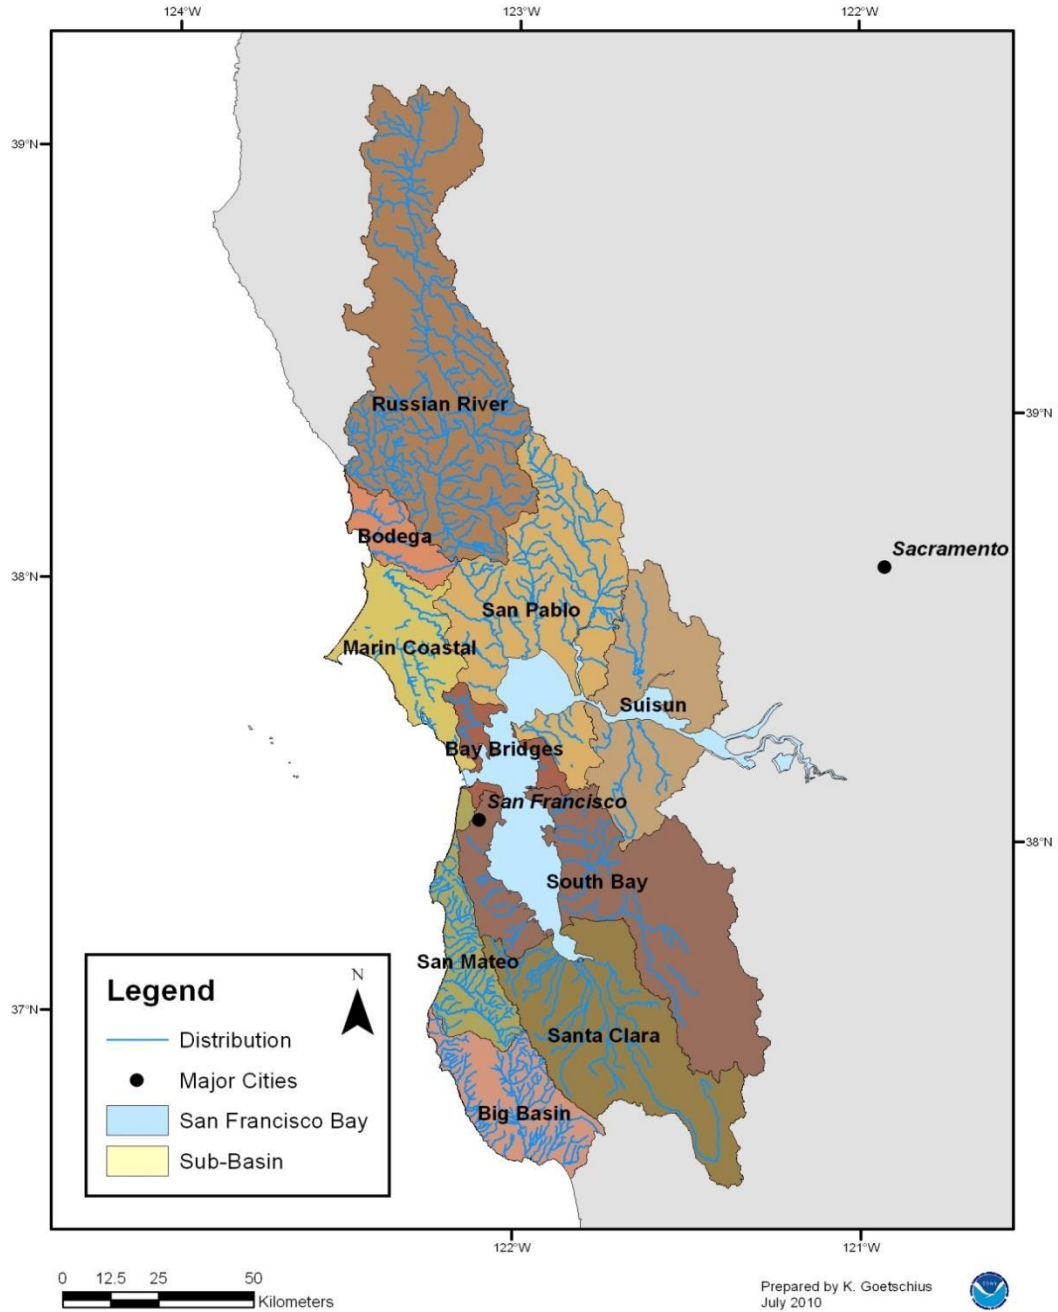 124°W
123°W
122°W
39°N
39°N
Russian River
Bodega
Sacramento
38°N
San Pablo
Marin Coastal
Suisun
Bay Bridges
San Francisco
38°N
South Bay
San Mateo
37°N
Santa Clara
Big Basin
Legend
N
Distribution
Major Cities
San Francisco Bay
Sub-Basin
122°W
121°W
0 12.5 25 50
Kilometers
Prepared by K. Goetschius
July 2010